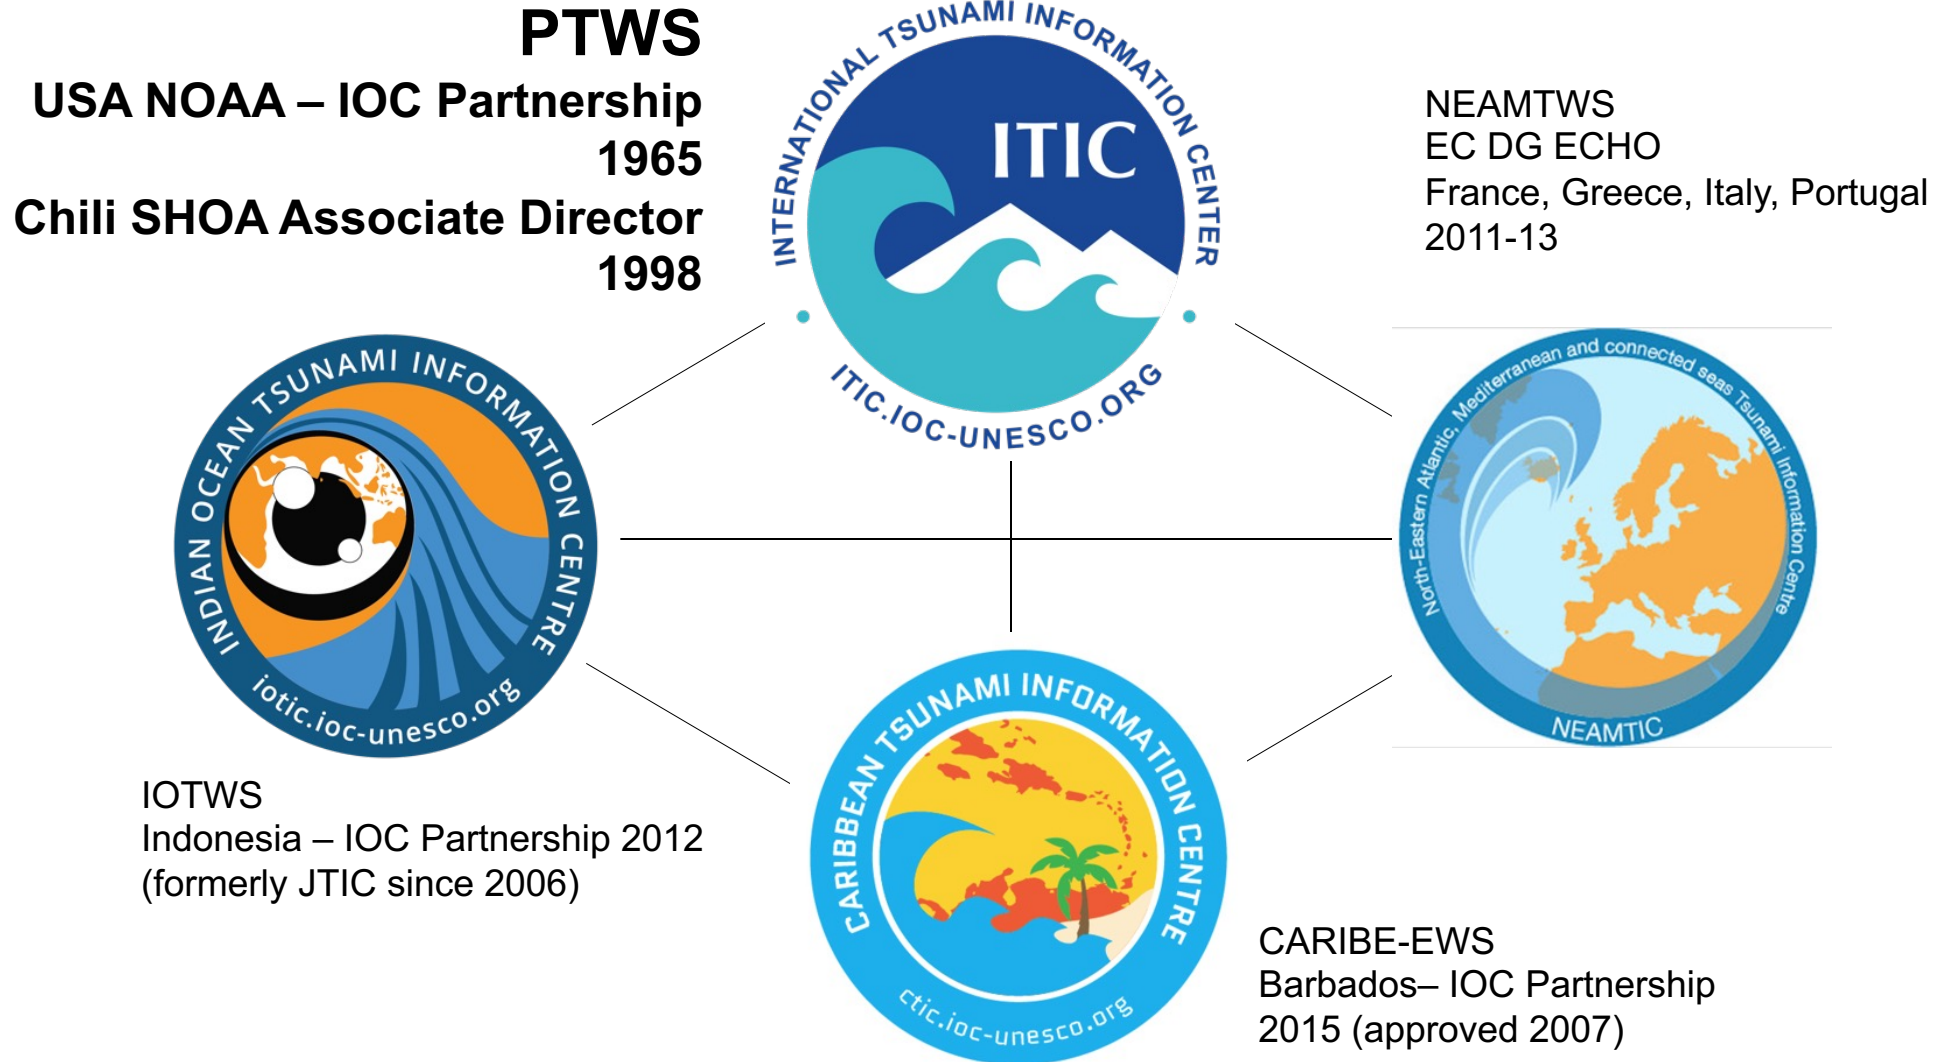 PTWS
USA NOAA – IOC Partnership
1965
Chili SHOA Associate Director
1998
INTERNATIONAL TSUNAMI INFORMATION CENTER
ITIC
ITIC.IOC-UNESCO.ORG
NEAMTWS
EC DG ECHO
France, Greece, Italy, Portugal
2011-13
INDIAN OCEAN TSUNAMI INFORMATION CENTRE
iotic.ioc-unesco.org
North-Eastern Atlantic, Mediterranean and connected seas Tsunami Information Centre
NEAMTIC
IOTWS
Indonesia – IOC Partnership 2012
(formerly JTIC since 2006)
CARIBBEAN TSUNAMI INFORMATION CENTRE
ctic.ioc-unesco.org
CARIBE-EWS
Barbados– IOC Partnership
2015 (approved 2007)